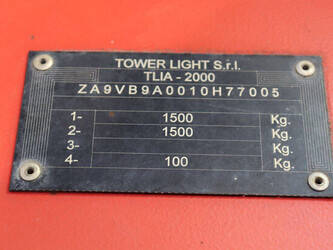 TOWER LIGHT S.r.l.
TLIA - 2000
ZA9VB9A0010H77005
1- 1500 Kg.
2- 1500 Kg.
3- Kg.
4- 100 Kg.